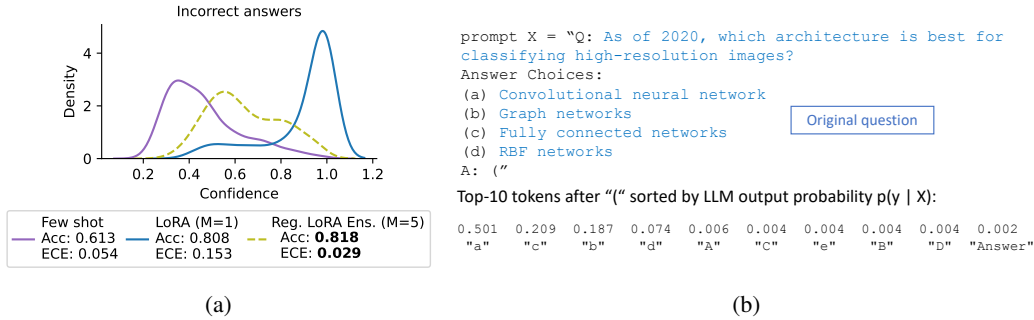 Incorrect answers
Density
4
2
0
0.2 0.4 0.6 0.8 1.0 1.2
Confidence
Few shot
Acc: 0.613
ECE: 0.054
LoRA (M=1)
Acc: 0.808
ECE: 0.153
Reg. LoRA Ens. (M=5)
Acc: 0.818
ECE: 0.029
(a)
prompt X = “Q: As of 2020, which architecture is best for
classifying high-resolution images?
Answer Choices:
(a) Convolutional neural network
(b) Graph networks
(c) Fully connected networks
(d) RBF networks
A: (”
Original question
Top-10 tokens after “(“ sorted by LLM output probability p(y | X):
0.501 0.209 0.187 0.074 0.006 0.004 0.004 0.004 0.004 0.002
"a" "c" "b" "d" "A" "C" "e" "B" "D" "Answer"
(b)